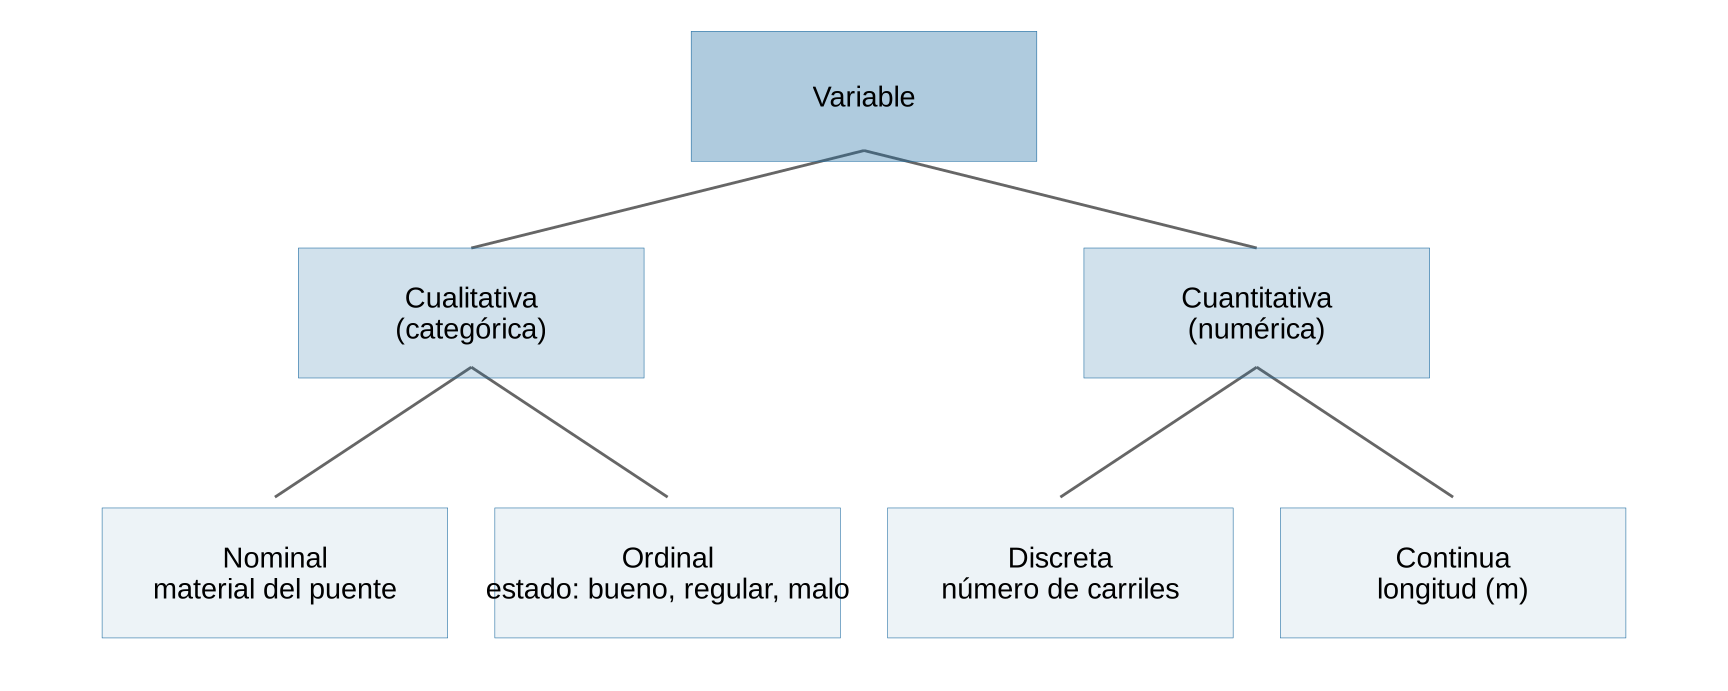 Variable
Cualitativa
(categórica)
Cuantitativa
(numérica)
Nominal
material del puente
Ordinal
estado: bueno, regular, malo
Discreta
número de carriles
Continua
longitud (m)